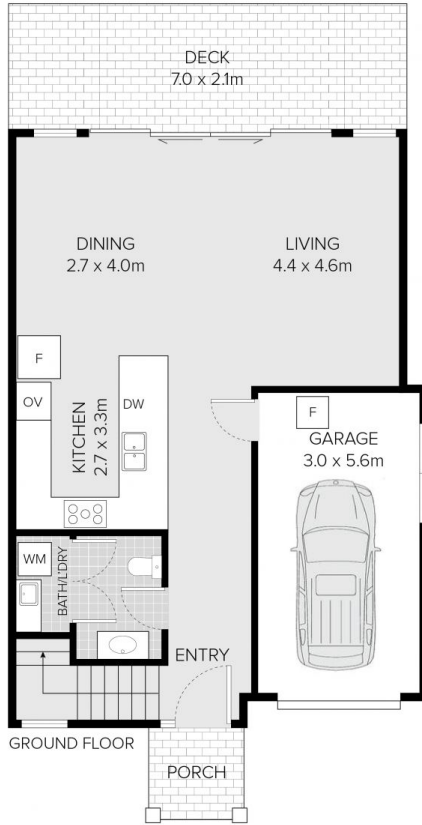 DECK
7.0 x 2.1m
DINING
2.7 x 4.0m
LIVING
4.4 x 4.6m
F
OV
KITCHEN
2.7 x 3.3m
DW
F
GARAGE
3.0 x 5.6m
WM
BATH/L'DRY
ENTRY
GROUND FLOOR
PORCH